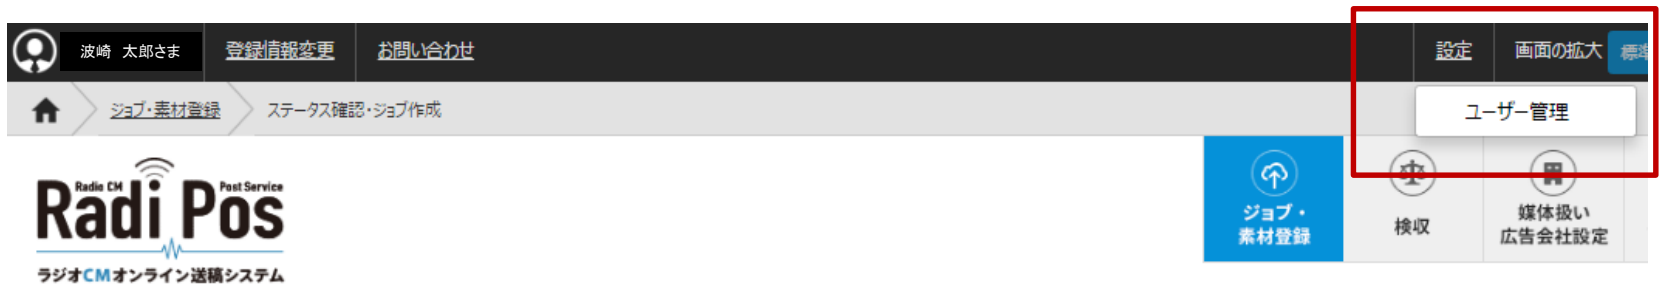 波崎 太郎さま 登録情報変更 お問い合わせ 設定 画面の拡大 標準
ユーザー管理
ジョブ・素材登録 ステータス確認・ジョブ作成
Radio CM Post Service
Radi Pos
ラジオCMオンライン送稿システム
ジョブ・
素材登録
検収
媒体扱い
広告会社設定